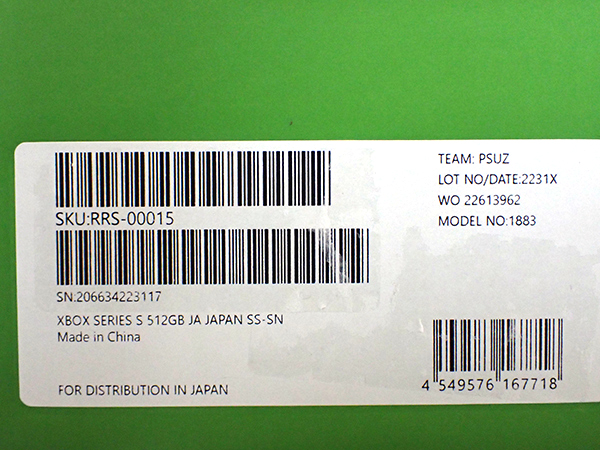 SKU:RRS-00015
SN:206634223117
XBOX SERIES S 512GB JA JAPAN SS-SN
Made in China
FOR DISTRIBUTION IN JAPAN
TEAM: PSUZ
LOT NO/DATE:2231X
WO 22613962
MODEL NO:1883
4 549576 167718